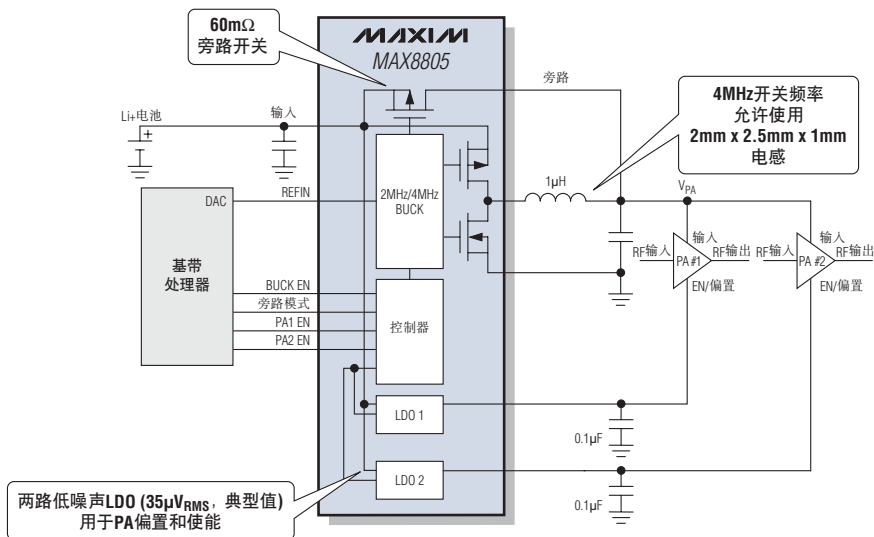 60mΩ
旁路开关
MAXIM
MAX8805
旁路
4MHz开关频率
允许使用
2mm x 2.5mm x 1mm
电感
Li+电池
输入
DAC
REFIN
2MHz/4MHz
BUCK
1µH
VPA
基带
处理器
RF输入
PA #1
输入
RF输出
EN/偏置
RF输入
PA #2
输入
RF输出
EN/偏置
BUCK EN
旁路模式
PA1 EN
PA2 EN
控制器
LDO 1
0.1µF
LDO 2
0.1µF
两路低噪声LDO (35µVRMS，典型值)
用于PA偏置和使能